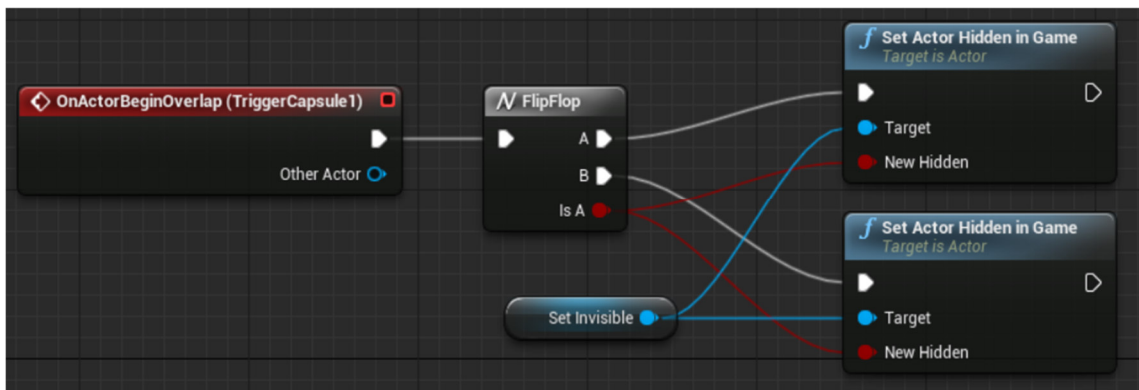 OnActorBeginOverlap (TriggerCapsule1)
Other Actor
FlipFlop
A
B
Is A
Set Invisible
Set Actor Hidden in Game
Target is Actor
Target
New Hidden
Set Actor Hidden in Game
Target is Actor
Target
New Hidden